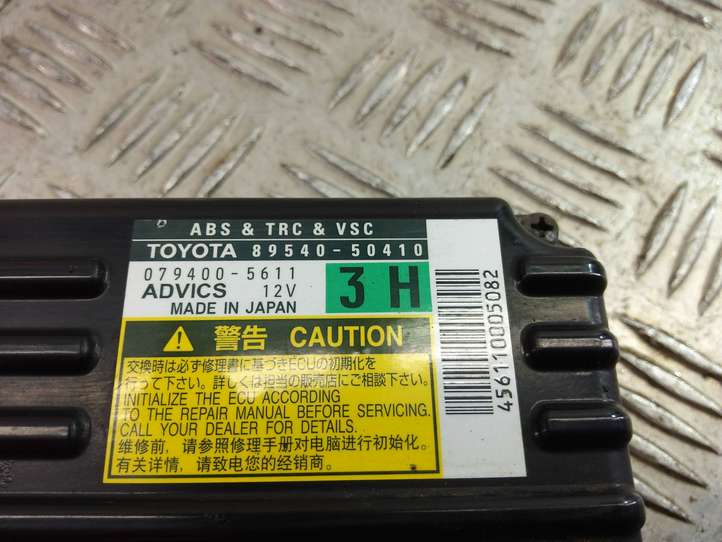 ABS & TRC & VSC
TOYOTA 89540-50410
079400-5611
ADVICS 12V
MADE IN JAPAN
3 H
警告 CAUTION
交換時は必ず修理書に基づきECUの初期化を
行って下さい。詳しくは担当の販売店にご相談下さい。
INITIALIZE THE ECU ACCORDING
TO THE REPAIR MANUAL BEFORE SERVICING.
CALL YOUR DEALER FOR DETAILS.
维修前，请参照修理手册对电脑进行初始化。
有关详情，请致电您的经销商。
456110005082